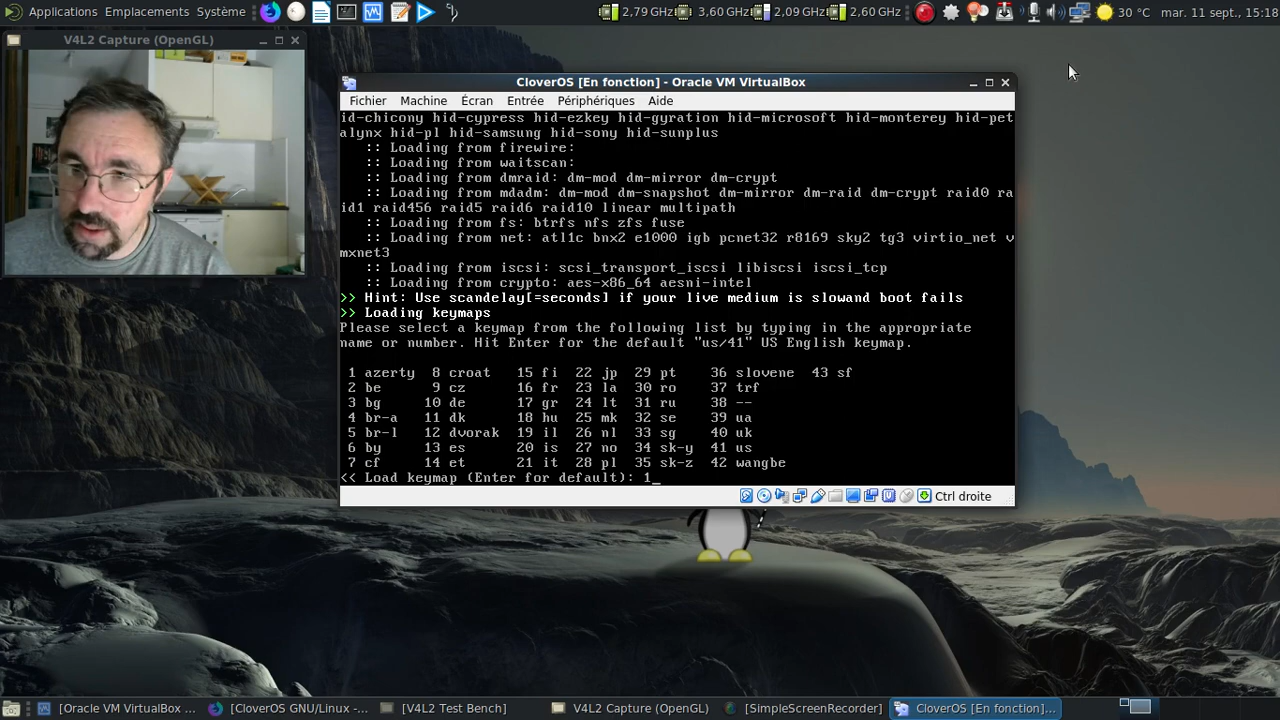 Applications Emplacements Système
2,79 GHz 3,60 GHz 2,09 GHz 2,60 GHz 30 °C mar. 11 sept., 15:18
V4L2 Capture (OpenGL)
CloverOS [En fonction] - Oracle VM VirtualBox
Fichier Machine Écran Entrée Périphériques Aide
id-chicony hid-cypress hid-ezkey hid-gyration hid-microsoft hid-monterey hid-pet
alynx hid-pl hid-samsung hid-sony hid-sunplus
:: Loading from firewire:
:: Loading from waitscan:
:: Loading from dmraid: dm-mod dm-mirror dm-crypt
:: Loading from mdadm: dm-mod dm-snapshot dm-mirror dm-raid dm-crypt raid0 ra
id1 raid456 raid5 raid6 raid10 linear multipath
:: Loading from fs: btrfs nfs zfs fuse
:: Loading from net: atl1c bnx2 e1000 igb pcnet32 r8169 sky2 tg3 virtio_net v
mxnet3
:: Loading from iscsi: scsi_transport_iscsi libiscsi iscsi_tcp
:: Loading from crypto: aes-x86_64 aesni-intel
>> Hint: Use scandelay[=seconds] if your live medium is slowand boot fails
>> Loading keymaps
Please select a keymap from the following list by typing in the appropriate
name or number. Hit Enter for the default "us/41" US English keymap.
1 azerty 8 croat 15 fi 22 jp 29 pt 36 slovene 43 sf
2 be 9 cz 16 fr 23 la 30 ro 37 trf
3 bg 10 de 17 gr 24 lt 31 ru 38 --
4 br-a 11 dk 18 hu 25 mk 32 se 39 ua
5 br-l 12 dvorak 19 il 26 nl 33 sg 40 uk
6 by 13 es 20 is 27 no 34 sk-y 41 us
7 cf 14 et 21 it 28 pl 35 sk-z 42 wangbe
<< Load keymap (Enter for default): 1_
Ctrl droite
[Oracle VM VirtualBox ... [CloverOS GNU/Linux -... [V4L2 Test Bench] V4L2 Capture (OpenGL) [SimpleScreenRecorder] CloverOS [En fonction]...